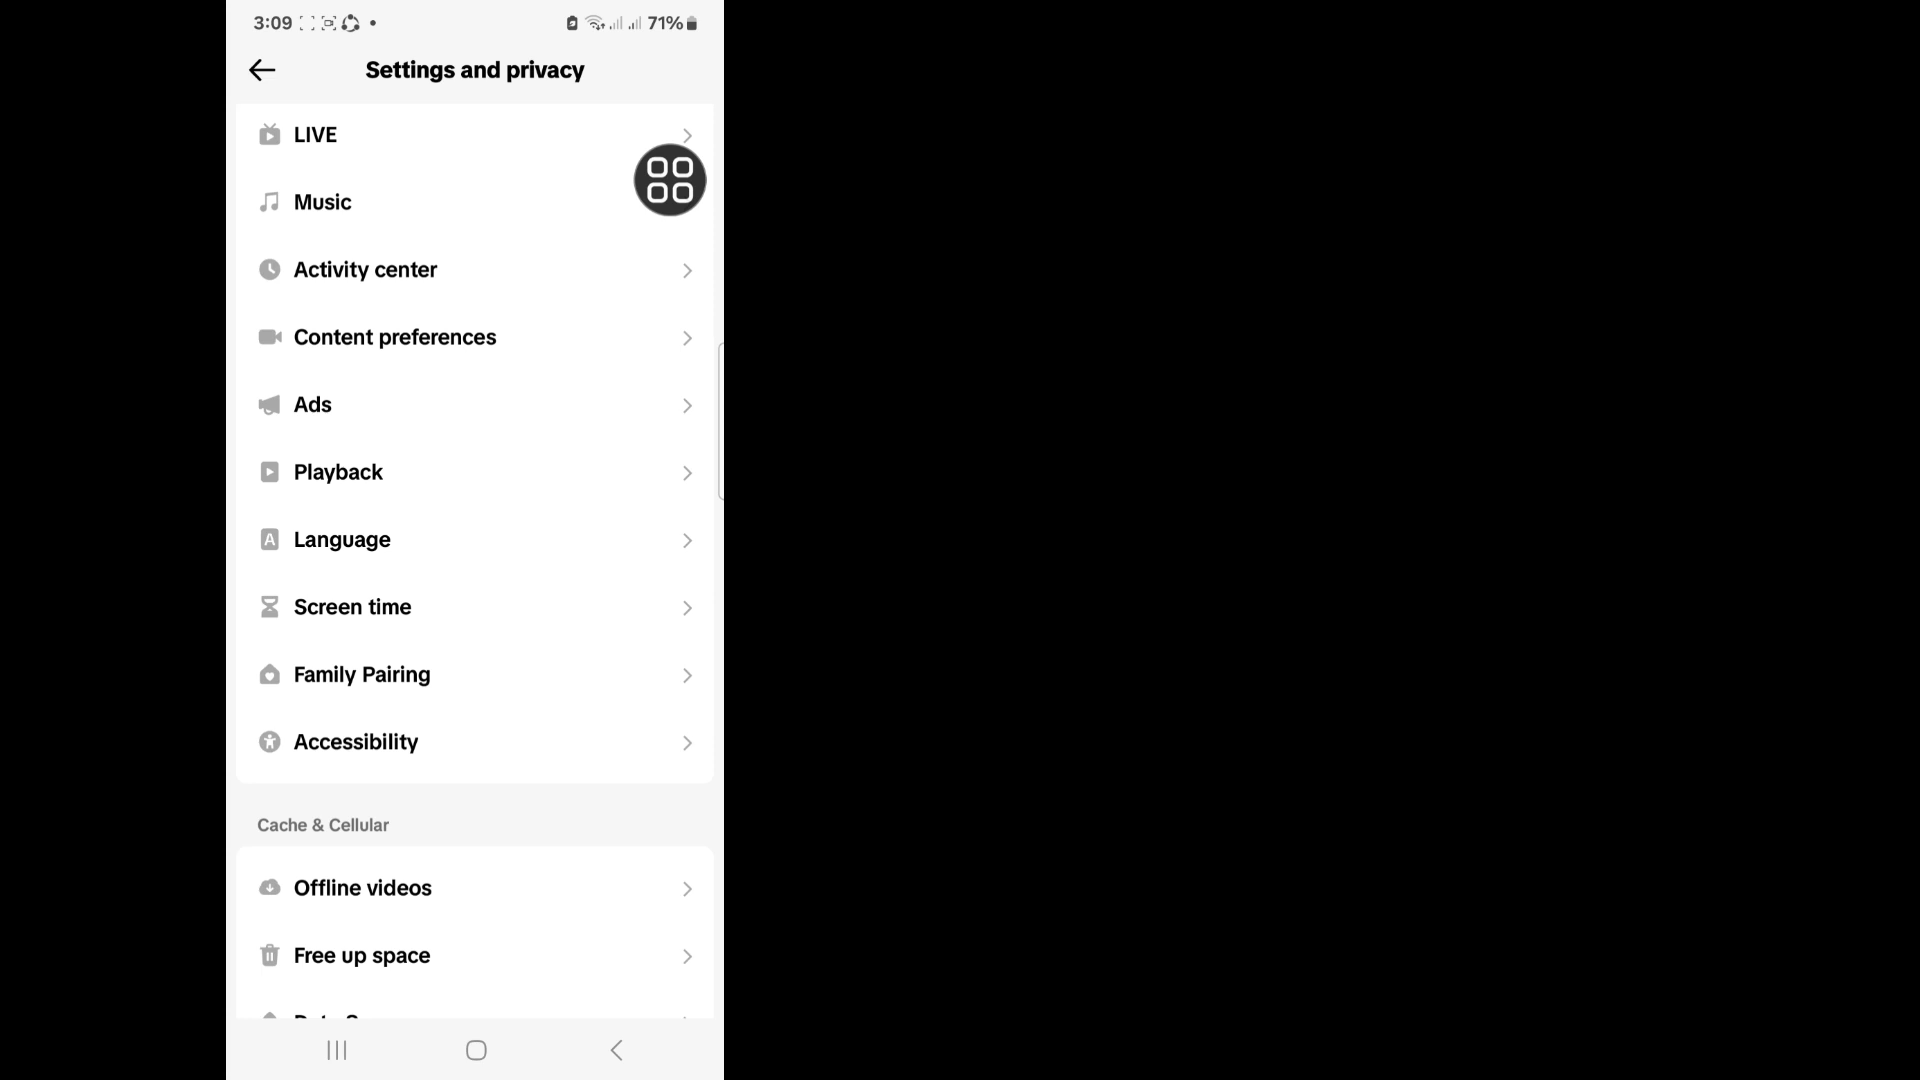 3:09
71%
Settings and privacy
LIVE
Music
Activity center
Content preferences
Ads
Playback
Language
Screen time
Family Pairing
Accessibility
Cache & Cellular
Offline videos
Free up space